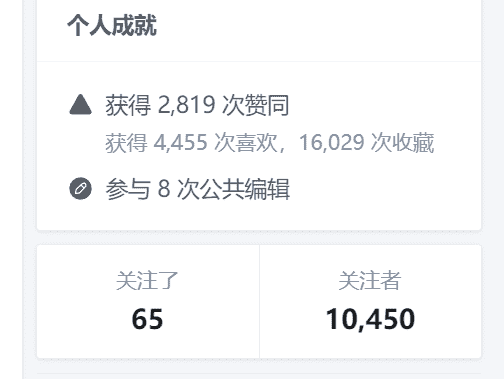 个人成就
获得 2,819 次赞同
获得 4,455 次喜欢，16,029 次收藏
参与 8 次公共编辑
关注了 关注者
65 10,450